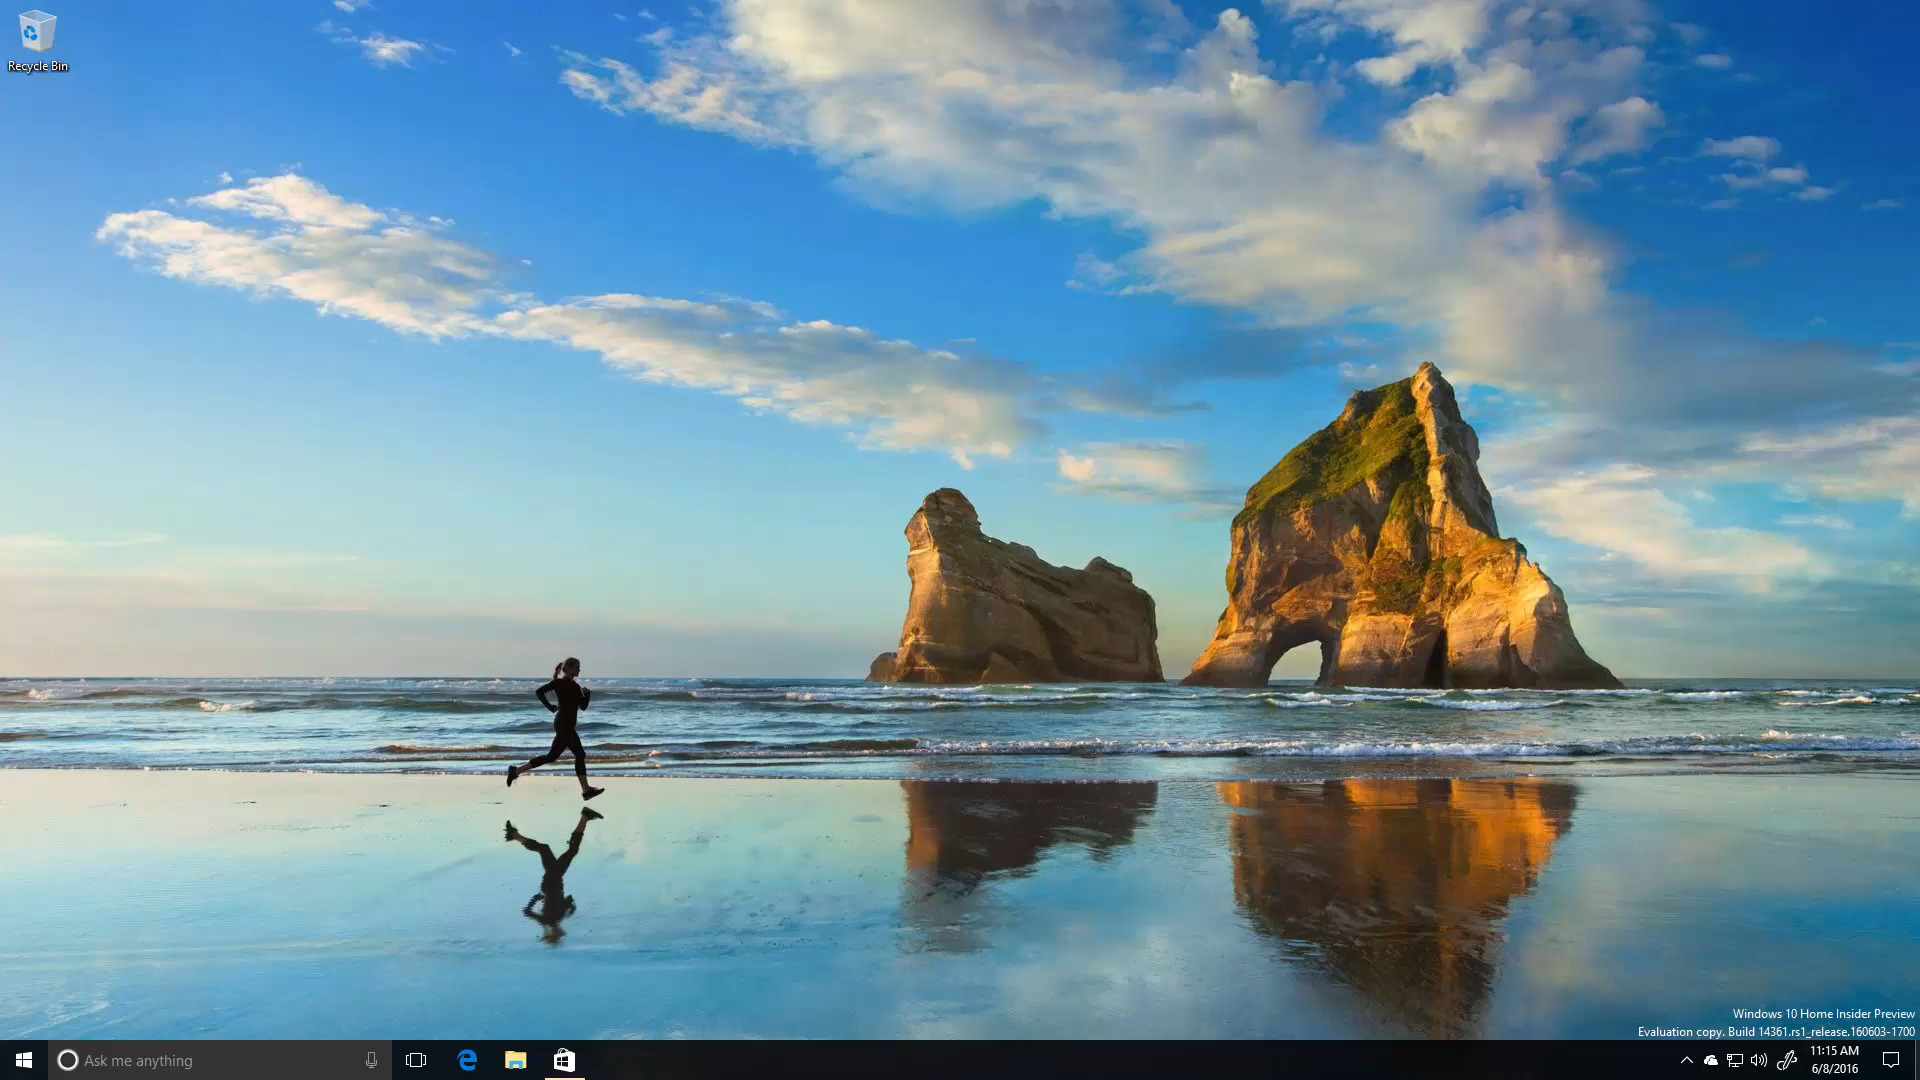 Recycle Bin
Windows 10 Home Insider Preview
Evaluation copy. Build 14361.rs1_release.160603-1700
Ask me anything
11:15 AM
6/8/2016